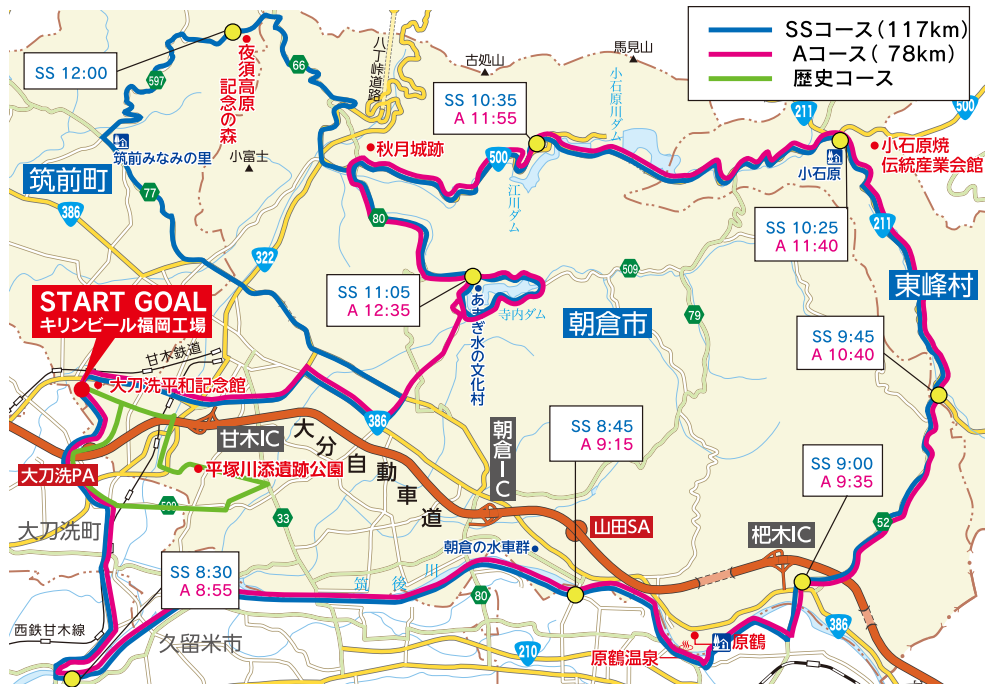 SSコース(117km)
Aコース( 78km)
歴史コース
SS 12:00
597
夜須高原
記念の森
66
八丁峠道路
古処山
馬見山
小石原川ダム
SS 10:35
A 11:55
211
500
小石原焼
伝統産業会館
小石原
筑前みなみの里
小富士
秋月城跡
500
江川ダム
筑前町
386
77
80
322
SS 10:25
A 11:40
211
東峰村
509
SS 11:05
A 12:35
あまぎ水の文化村
寺内ダム
朝倉市
79
START GOAL
キリンビール福岡工場
甘木鉄道
大刀洗平和記念館
SS 9:45
A 10:40
386
甘木IC
大分自動車道
朝倉IC
SS 8:45
A 9:15
大刀洗PA
平塚川添遺跡公園
SS 9:00
A 9:35
509
33
大刀洗町
山田SA
52
杷木IC
朝倉の水車群
SS 8:30
A 8:55
筑後川
80
西鉄甘木線
久留米市
210
原鶴温泉
原鶴
386